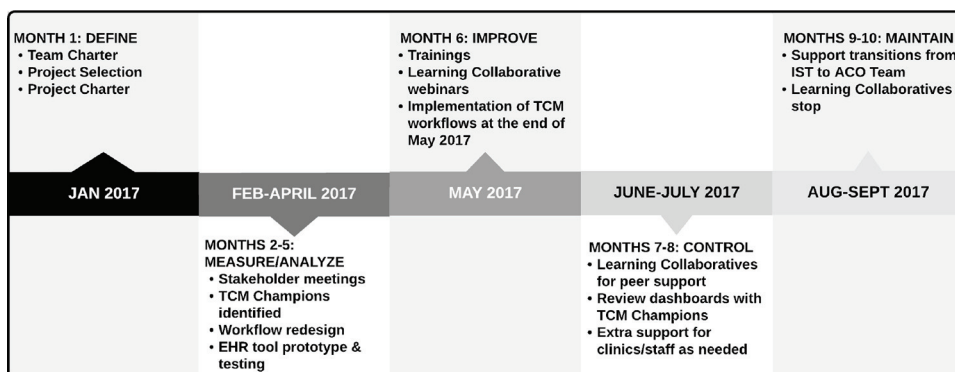 MONTH 1: DEFINE
• Team Charter
• Project Selection
• Project Charter
MONTH 6: IMPROVE
• Trainings
• Learning Collaborative
webinars
• Implementation of TCM
workflows at the end of
May 2017
MONTHS 9-10: MAINTAIN
• Support transitions from
IST to ACO Team
• Learning Collaboratives
stop
JAN 2017
FEB-APRIL 2017
MAY 2017
JUNE-JULY 2017
AUG-SEPT 2017
MONTHS 2-5:
MEASURE/ANALYZE
• Stakeholder meetings
• TCM Champions
identified
• Workflow redesign
• EHR tool prototype &
testing
MONTHS 7-8: CONTROL
• Learning Collaboratives
for peer support
• Review dashboards with
TCM Champions
• Extra support for
clinics/staff as needed